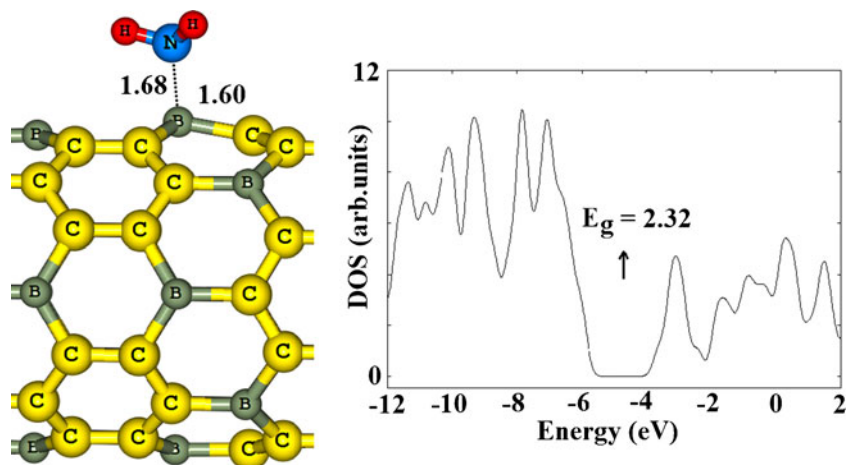 H H
N
1.68 1.60
B B C
C C C
C C C B
C C C
B B C
C C C
C C C B
C C C
B B C
12
DOS (arb.units)
Eg = 2.32
0
-12 -10 -8 -6 -4 -2 0 2
Energy (eV)